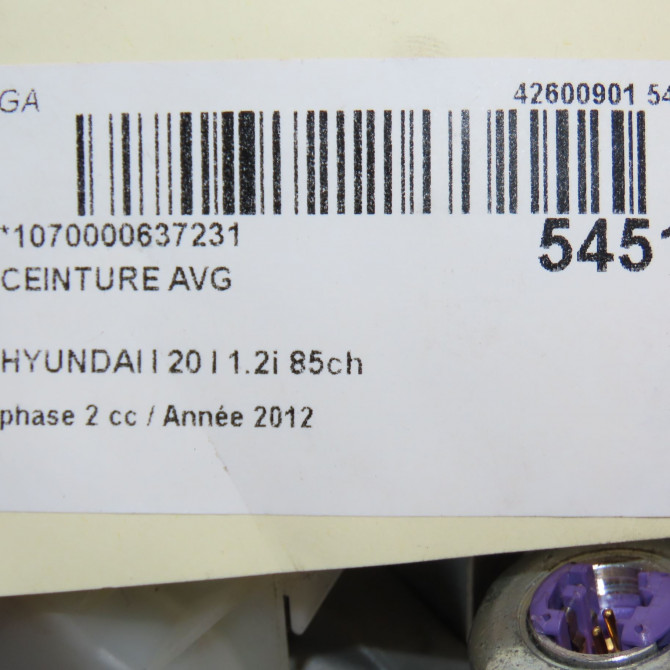 GA
42600901 54
*1070000637231
5451
CEINTURE AVG
HYUNDAI I 20 I 1.2i 85ch
phase 2 cc / Année 2012